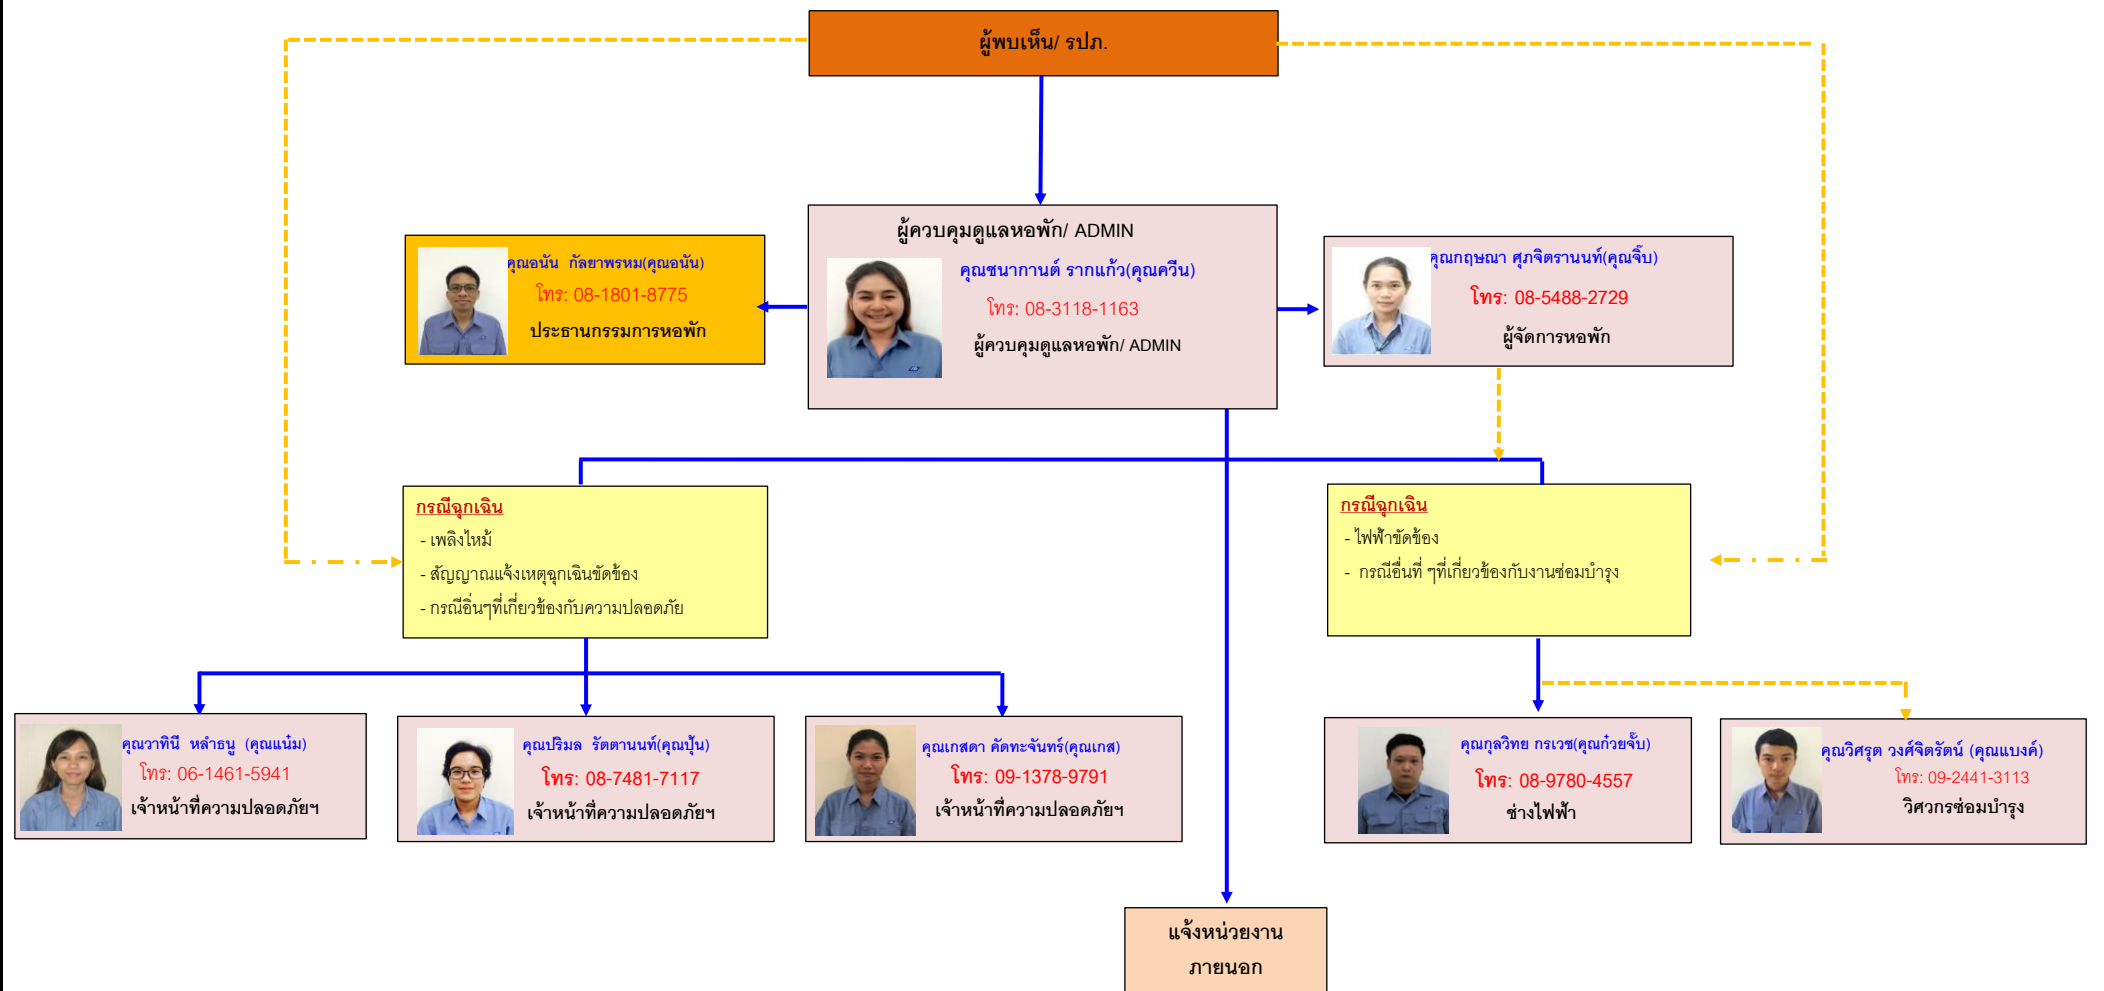 ผู้พบเห็น/ รปภ.
ผู้ควบคุมดูแลหอพัก/ ADMIN
คุณชนากานต์ รากแก้ว(คุณควีน)
โทร: 08-3118-1163
ผู้ควบคุมดูแลหอพัก/ ADMIN
คุณอนัน กัลยาพรหม(คุณอนัน)
โทร: 08-1801-8775
ประธานกรรมการหอพัก
คุณกฤษณา ศุภจิตรานนท์(คุณจิ๊บ)
โทร: 08-5488-2729
ผู้จัดการหอพัก
กรณีฉุกเฉิน
- เพลิงไหม้
- สัญญาณแจ้งเหตุฉุกเฉินขัดข้อง
- กรณีอื่นๆที่เกี่ยวข้องกับความปลอดภัย
กรณีฉุกเฉิน
- ไฟฟ้าขัดข้อง
- กรณีอื่นที่ ๆที่เกี่ยวข้องกับงานซ่อมบำรุง
คุณวาทินี หลำธนู (คุณแน๋ม)
โทร: 06-1461-5941
เจ้าหน้าที่ความปลอดภัยฯ
คุณปริมล รัตตานนท์(คุณปุ้น)
โทร: 08-7481-7117
เจ้าหน้าที่ความปลอดภัยฯ
คุณเกสดา คัดทะจันทร์(คุณเกส)
โทร: 09-1378-9791
เจ้าหน้าที่ความปลอดภัยฯ
คุณกุลวิทย กรเวช(คุณก๋วยจั๊บ)
โทร: 08-9780-4557
ช่างไฟฟ้า
คุณวิศรุต วงศ์จิตรัตน์ (คุณแบงค์)
โทร: 09-2441-3113
วิศวกรซ่อมบำรุง
แจ้งหน่วยงาน
ภายนอก